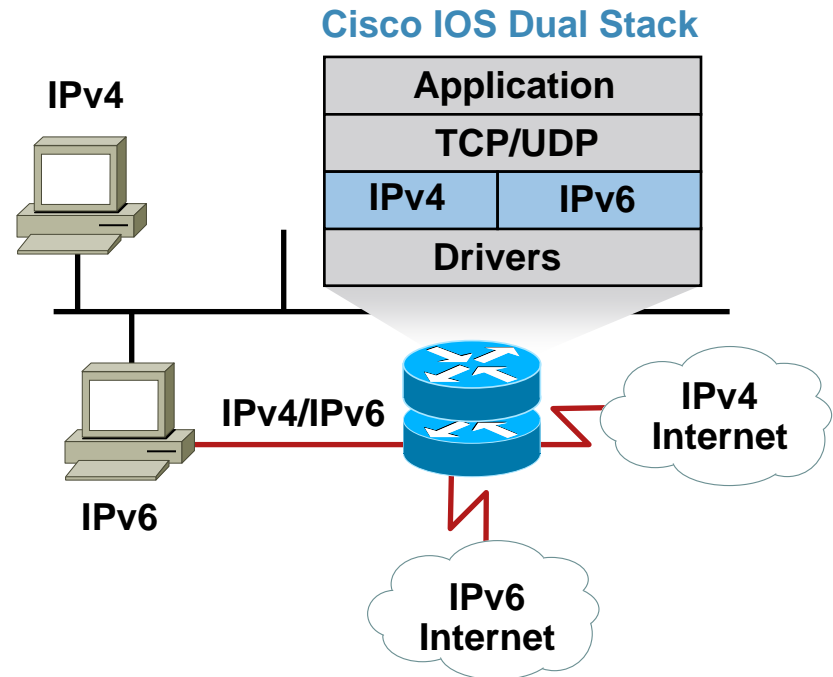 Cisco IOS Dual Stack
IPv4
Application
TCP/UDP
IPv4
IPv6
Drivers
IPv4/IPv6
IPv6
IPv4
Internet
IPv6
Internet